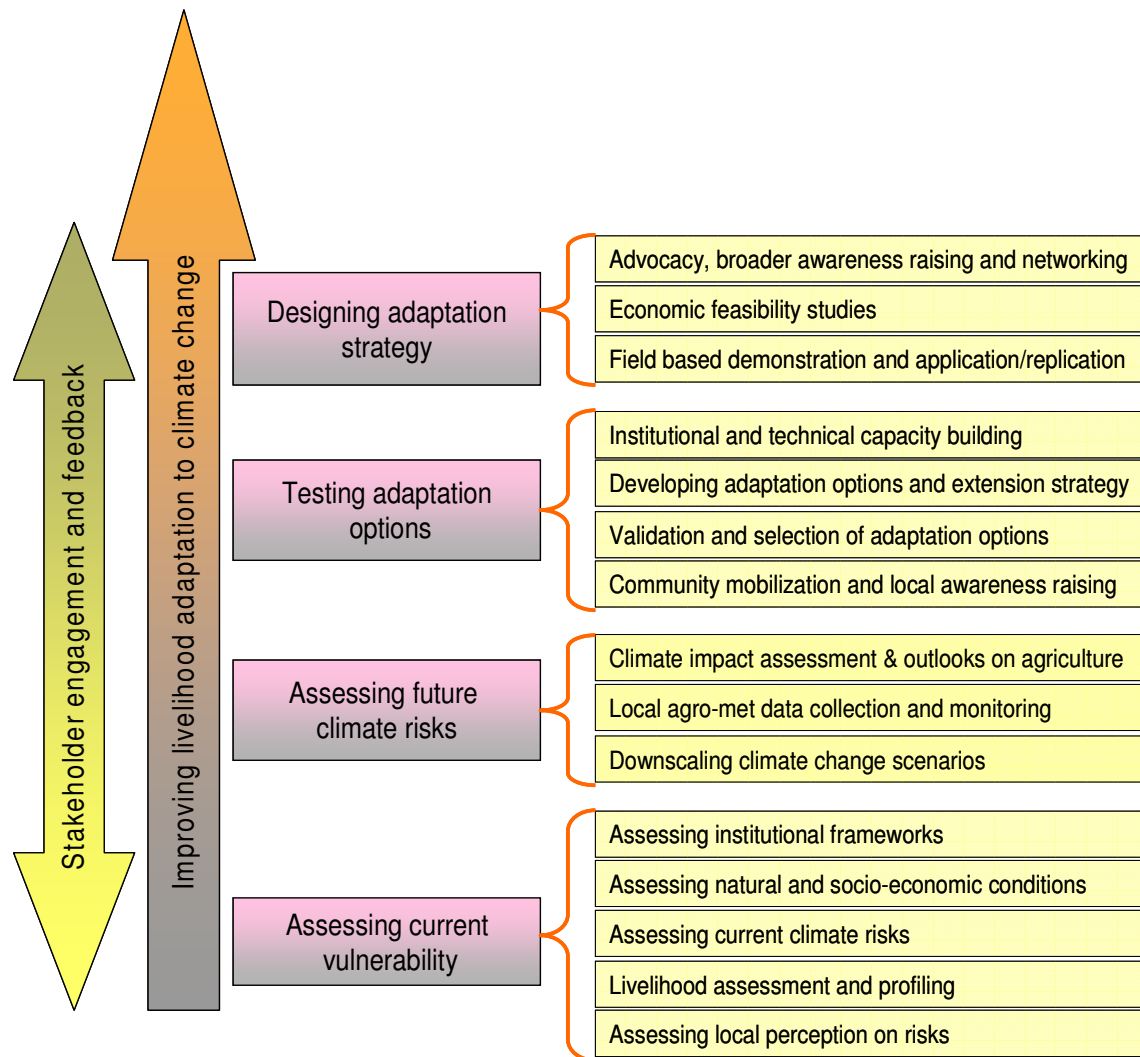 Stakeholder engagement and feedback
Improving livelihood adaptation to climate change
Designing adaptation
strategy
Advocacy, broader awareness raising and networking
Economic feasibility studies
Field based demonstration and application/replication
Testing adaptation
options
Institutional and technical capacity building
Developing adaptation options and extension strategy
Validation and selection of adaptation options
Community mobilization and local awareness raising
Assessing future
climate risks
Climate impact assessment & outlooks on agriculture
Local agro-met data collection and monitoring
Downscaling climate change scenarios
Assessing current
vulnerability
Assessing institutional frameworks
Assessing natural and socio-economic conditions
Assessing current climate risks
Livelihood assessment and profiling
Assessing local perception on risks